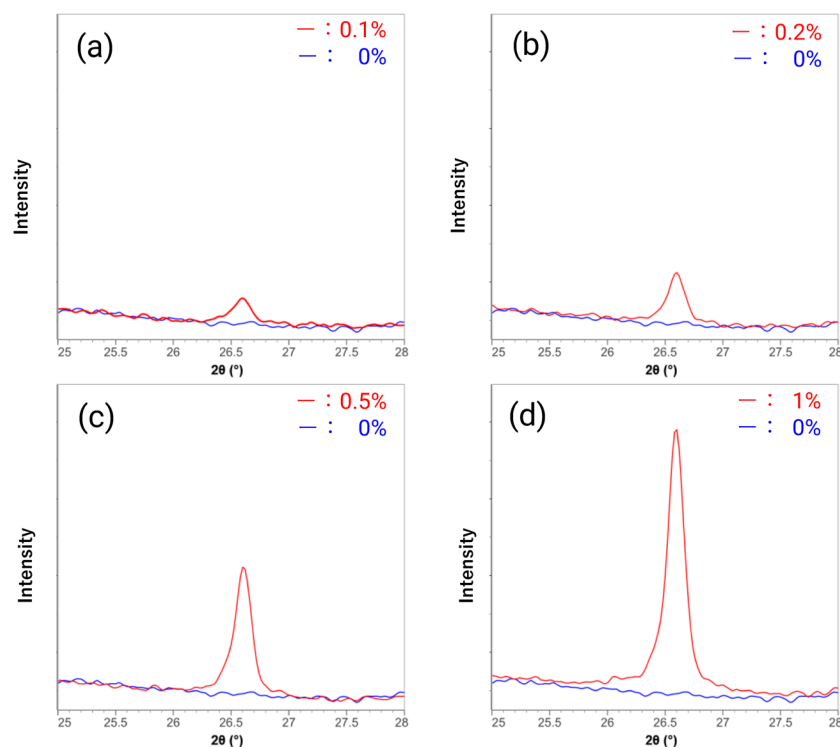 (a)
— : 0.1%
— : 0%
Intensity
25 25.5 26 26.5 27 27.5 28
2θ (°)
(b)
— : 0.2%
— : 0%
Intensity
25 25.5 26 26.5 27 27.5 28
2θ (°)
(c)
— : 0.5%
— : 0%
Intensity
25 25.5 26 26.5 27 27.5 28
2θ (°)
(d)
— : 1%
— : 0%
Intensity
25 25.5 26 26.5 27 27.5 28
2θ (°)